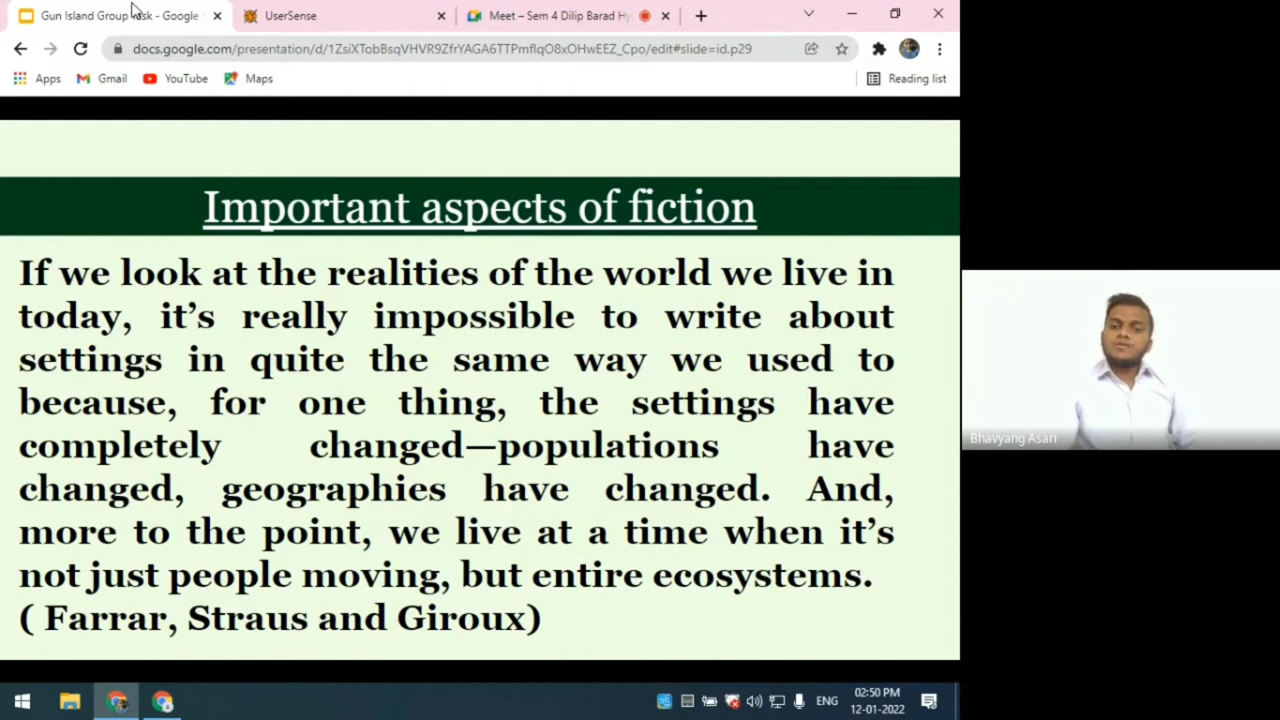 Gun Island Group Task - Google
UserSense
Meet – Sem 4 Dilip Barad Hy
docs.google.com/presentation/d/1ZsiXTobBsqVHVR9ZfrYAGA6TTPmflqO8xOHwEEZ_Cpo/edit#slide=id.p29
Apps
Gmail
YouTube
Maps
Reading list
Important aspects of fiction
If we look at the realities of the world we live in
today, it’s really impossible to write about
settings in quite the same way we used to
because, for one thing, the settings have
completely changed—populations have
changed, geographies have changed. And,
more to the point, we live at a time when it’s
not just people moving, but entire ecosystems.
( Farrar, Straus and Giroux)
Bhavyang Asari
ENG
02:50 PM
12-01-2022